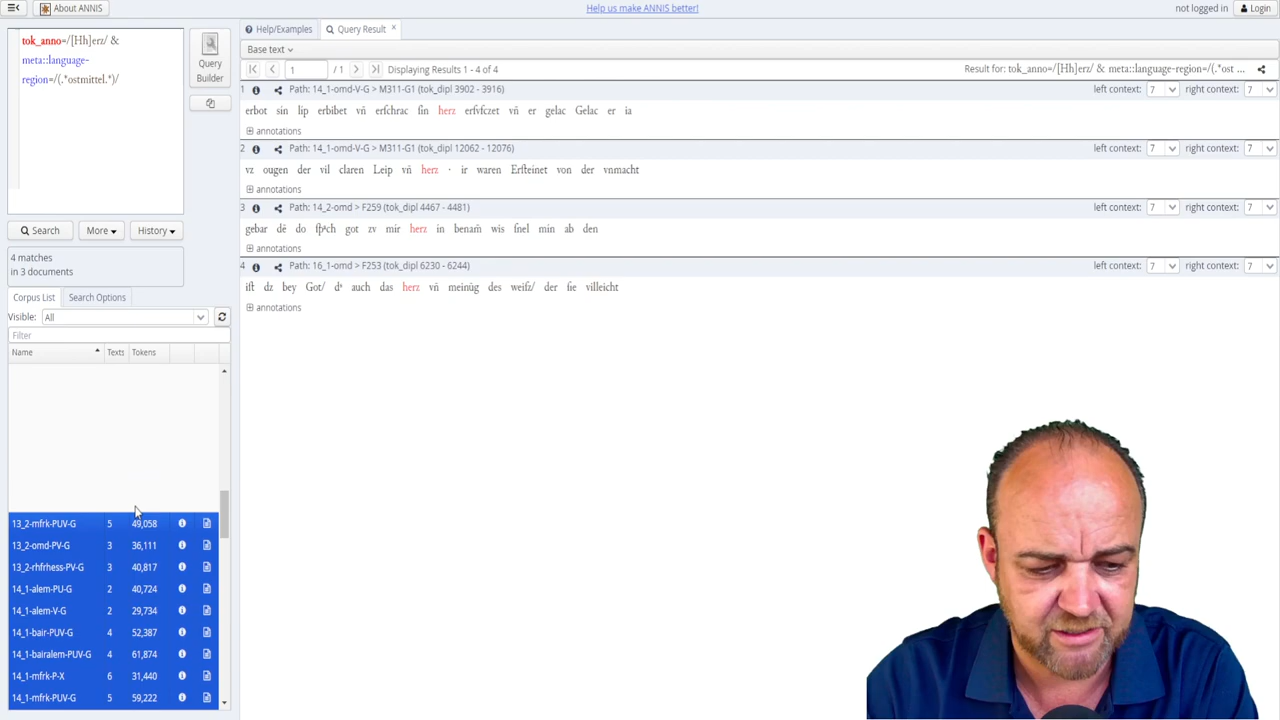 About ANNIS
Help us make ANNIS better!
not logged in
Login
tok_anno=/[Hh]erz/ &
meta::language-
region=/(.*ostmittel.*)/
Query
Builder
Search
More
History
4 matches
in 3 documents
Corpus List
Search Options
Visible:
All
Filter
Name
Texts
Tokens
13_2-mfrk-PUV-G 5 49,058
13_2-omd-PV-G 3 36,111
13_2-rhfrhess-PV-G 3 40,817
14_1-alem-PU-G 2 40,724
14_1-alem-V-G 2 29,734
14_1-bair-PUV-G 4 52,387
14_1-bairalem-PUV-G 4 61,874
14_1-mfrk-P-X 6 31,440
14_1-mfrk-PUV-G 5 59,222
Help/Examples
Query Result
Base text
1 / 1
Displaying Results 1 - 4 of 4
Result for: tok_anno=/[Hh]erz/ & meta::language-region=/(.*ost ...
1 Path: 14_1-omd-V-G > M311-G1 (tok_dipl 3902 - 3916) left context: 7 right context: 7
erbot sin lip erbibet vn̄ erſchrac ſin herz erſvfczet vn̄ er gelac Gelac er ia
annotations
2 Path: 14_1-omd-V-G > M311-G1 (tok_dipl 12062 - 12076) left context: 7 right context: 7
vz ougen der vil claren Leip vn̄ herz · ir waren Erſteinet von der vnmacht
annotations
3 Path: 14_2-omd > F259 (tok_dipl 4467 - 4481) left context: 7 right context: 7
gebar dē do got zv mir herz in benam̄ wis ſnel min ab den
annotations
4 Path: 16_1-omd > F253 (tok_dipl 6230 - 6244) left context: 7 right context: 7
iſt dz bey Got/ auch das herz vn̄ meinūg des weiſz/ der ſie villeicht
annotations